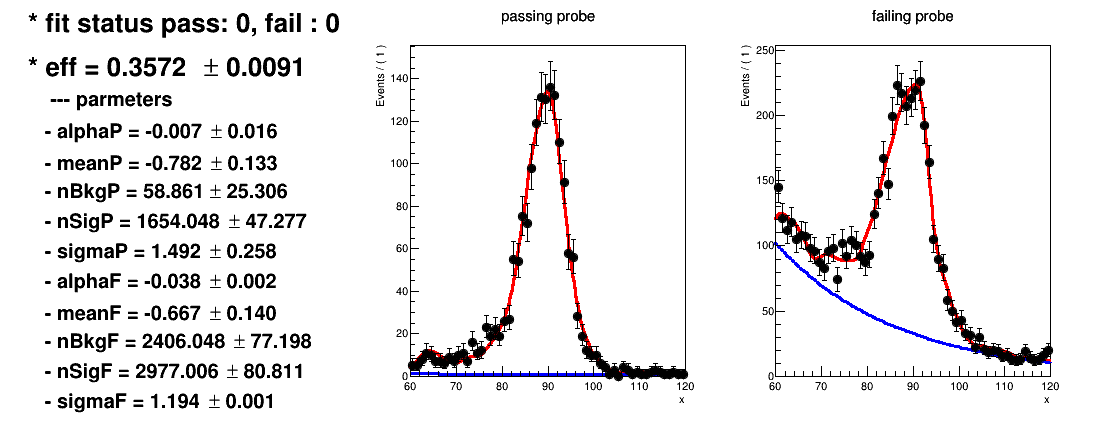 * fit status pass: 0, fail : 0
* eff = 0.3572 ± 0.0091
--- parmeters
- alphaP = -0.007 ± 0.016
- meanP = -0.782 ± 0.133
- nBkgP = 58.861 ± 25.306
- nSigP = 1654.048 ± 47.277
- sigmaP = 1.492 ± 0.258
- alphaF = -0.038 ± 0.002
- meanF = -0.667 ± 0.140
- nBkgF = 2406.048 ± 77.198
- nSigF = 2977.006 ± 80.811
- sigmaF = 1.194 ± 0.001
passing probe
Events / ( 1 )
140
120
100
80
60
40
20
0
60 70 80 90 100 110 120
x
failing probe
Events / ( 1 )
250
200
150
100
50
0
60 70 80 90 100 110 120
x